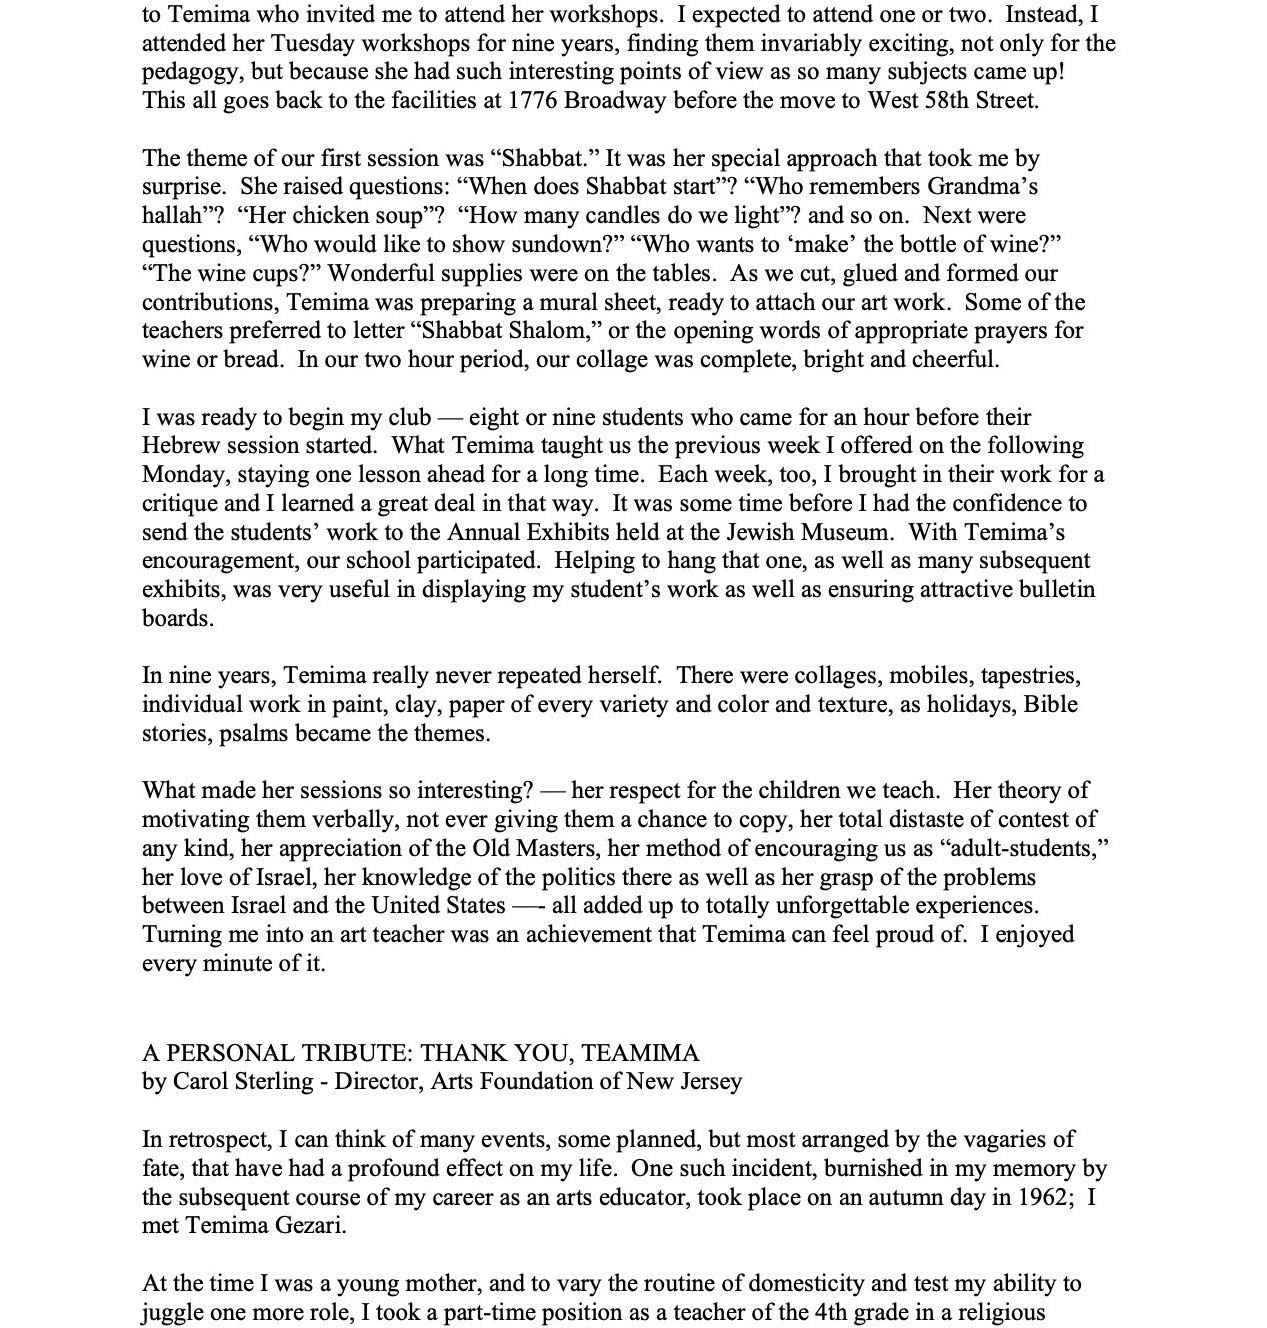 to Temima who invited me to attend her workshops.  I expected to attend one or two.  Instead, I
attended her Tuesday workshops for nine years, finding them invariably exciting, not only for the
pedagogy, but because she had such interesting points of view as so many subjects came up!
This all goes back to the facilities at 1776 Broadway before the move to West 58th Street.

The theme of our first session was “Shabbat.” It was her special approach that took me by
surprise.  She raised questions: “When does Shabbat start”? “Who remembers Grandma’s
hallah”?  “Her chicken soup”?  “How many candles do we light”? and so on.  Next were
questions, “Who would like to show sundown?” “Who wants to ‘make’ the bottle of wine?”
“The wine cups?” Wonderful supplies were on the tables.  As we cut, glued and formed our
contributions, Temima was preparing a mural sheet, ready to attach our art work.  Some of the
teachers preferred to letter “Shabbat Shalom,” or the opening words of appropriate prayers for
wine or bread.  In our two hour period, our collage was complete, bright and cheerful.

I was ready to begin my club — eight or nine students who came for an hour before their
Hebrew session started.  What Temima taught us the previous week I offered on the following
Monday, staying one lesson ahead for a long time.  Each week, too, I brought in their work for a
critique and I learned a great deal in that way.  It was some time before I had the confidence to
send the students’ work to the Annual Exhibits held at the Jewish Museum.  With Temima’s
encouragement, our school participated.  Helping to hang that one, as well as many subsequent
exhibits, was very useful in displaying my student’s work as well as ensuring attractive bulletin
boards.

In nine years, Temima really never repeated herself.  There were collages, mobiles, tapestries,
individual work in paint, clay, paper of every variety and color and texture, as holidays, Bible
stories, psalms became the themes.

What made her sessions so interesting? — her respect for the children we teach.  Her theory of
motivating them verbally, not ever giving them a chance to copy, her total distaste of contest of
any kind, her appreciation of the Old Masters, her method of encouraging us as “adult-students,”
her love of Israel, her knowledge of the politics there as well as her grasp of the problems
between Israel and the United States —- all added up to totally unforgettable experiences.
Turning me into an art teacher was an achievement that Temima can feel proud of.  I enjoyed
every minute of it.

A PERSONAL TRIBUTE: THANK YOU, TEAMIMA
by Carol Sterling - Director, Arts Foundation of New Jersey

In retrospect, I can think of many events, some planned, but most arranged by the vagaries of
fate, that have had a profound effect on my life.  One such incident, burnished in my memory by
the subsequent course of my career as an arts educator, took place on an autumn day in 1962;  I
met Temima Gezari.

At the time I was a young mother, and to vary the routine of domesticity and test my ability to
juggle one more role, I took a part-time position as a teacher of the 4th grade in a religious